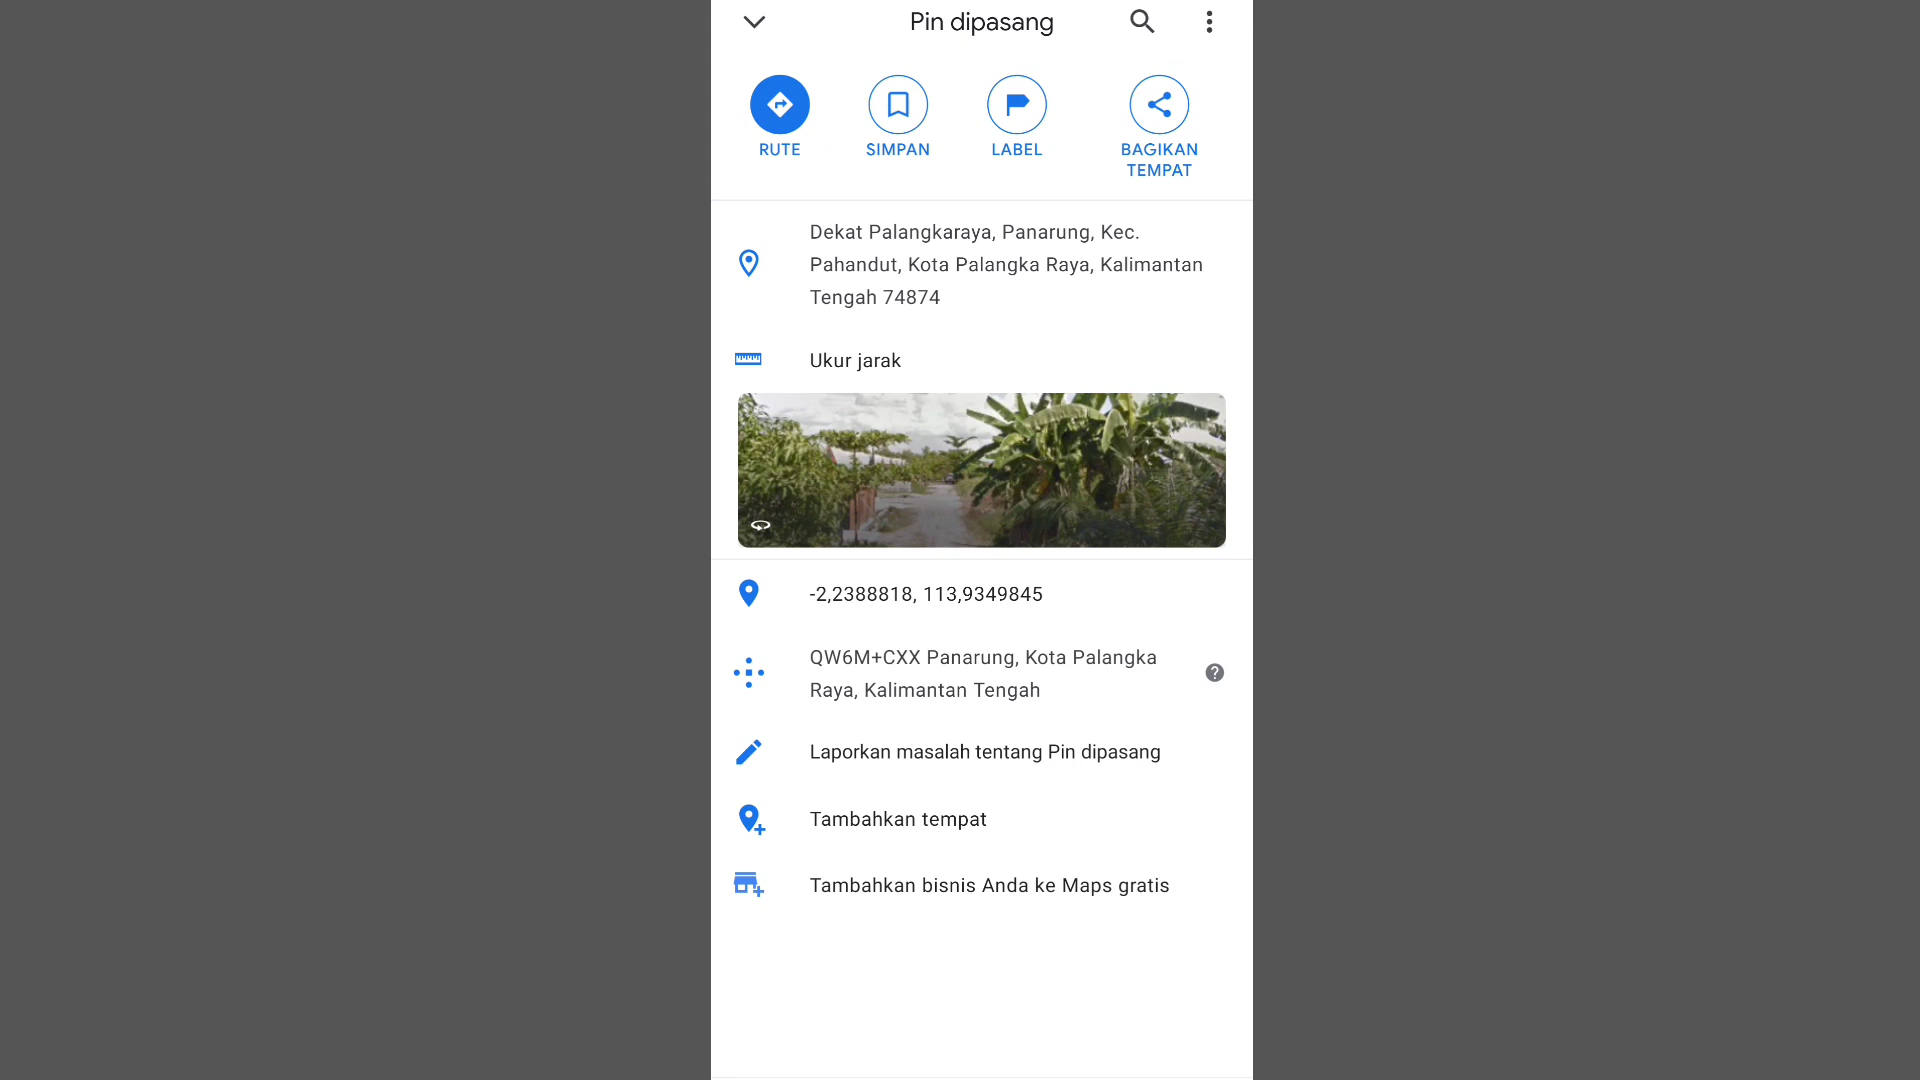 Pin dipasang
RUTE
SIMPAN
LABEL
BAGIKAN
TEMPAT
Dekat Palangkaraya, Panarung, Kec.
Pahandut, Kota Palangka Raya, Kalimantan
Tengah 74874
Ukur jarak
-2,2388818, 113,9349845
QW6M+CXX Panarung, Kota Palangka
Raya, Kalimantan Tengah
Laporkan masalah tentang Pin dipasang
Tambahkan tempat
Tambahkan bisnis Anda ke Maps gratis